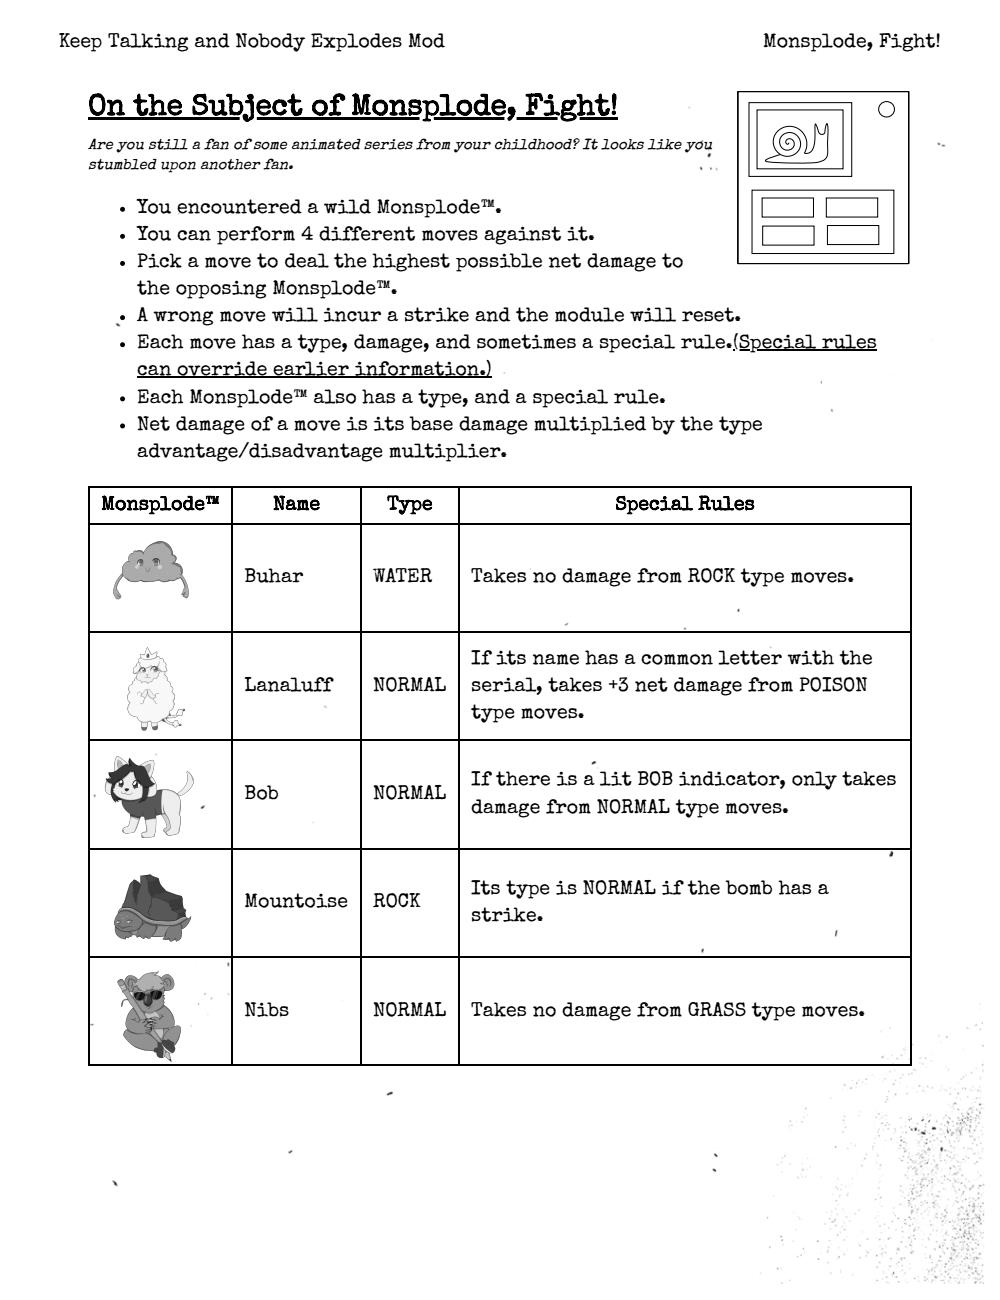 Keep Talking and Nobody Explodes Mod
Monsplode, Fight!
On the Subject of Monsplode, Fight!
Are you still a fan of some animated series from your childhood? It looks like you
stumbled upon another fan.
• You encountered a wild Monsplode™.
• You can perform 4 different moves against it.
• Pick a move to deal the highest possible net damage to
the opposing Monsplode™.
• A wrong move will incur a strike and the module will reset.
• Each move has a type, damage, and sometimes a special rule.(Special rules
can override earlier information.)
• Each Monsplode™ also has a type, and a special rule.
• Net damage of a move is its base damage multiplied by the type
advantage/disadvantage multiplier.
Monsplode™ Name Type Special Rules
Buhar WATER Takes no damage from ROCK type moves.
Lanaluff NORMAL If its name has a common letter with the
serial, takes +3 net damage from POISON
type moves.
Bob NORMAL If there is a lit BOB indicator, only takes
damage from NORMAL type moves.
Mountoise ROCK Its type is NORMAL if the bomb has a
strike.
Nibs NORMAL Takes no damage from GRASS type moves.